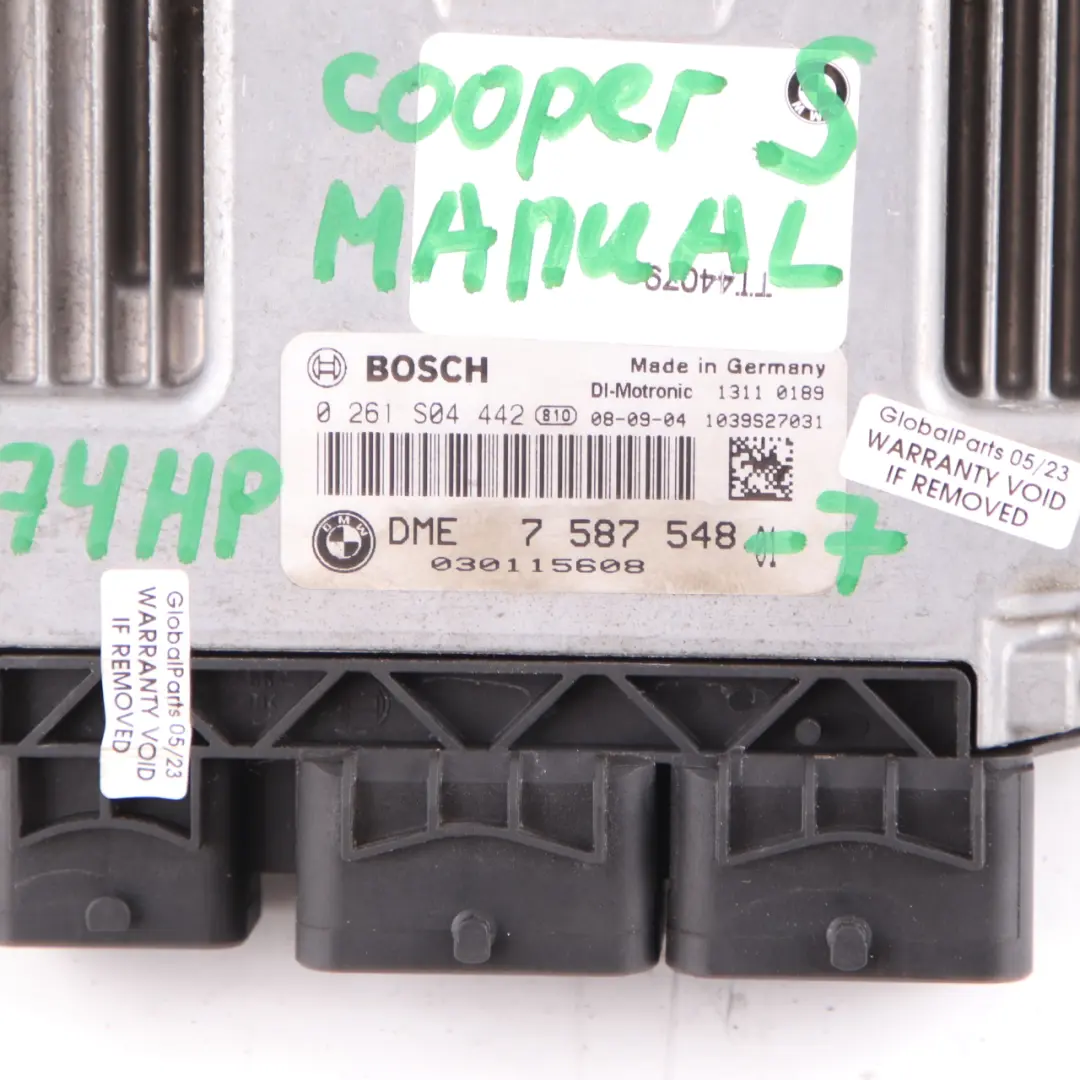 cooper S
MANUAL
TT44079
BOSCH
Made in Germany
DI-Motronic 1311 0189
0 261 S04 442 810 08-09-04 1039S27031
74HP
BMW
DME 7 587 548 01 -7
030115608
GlobalParts 05/23
WARRANTY VOID
IF REMOVED
GlobalParts 05/23
WARRANTY VOID
IF REMOVED